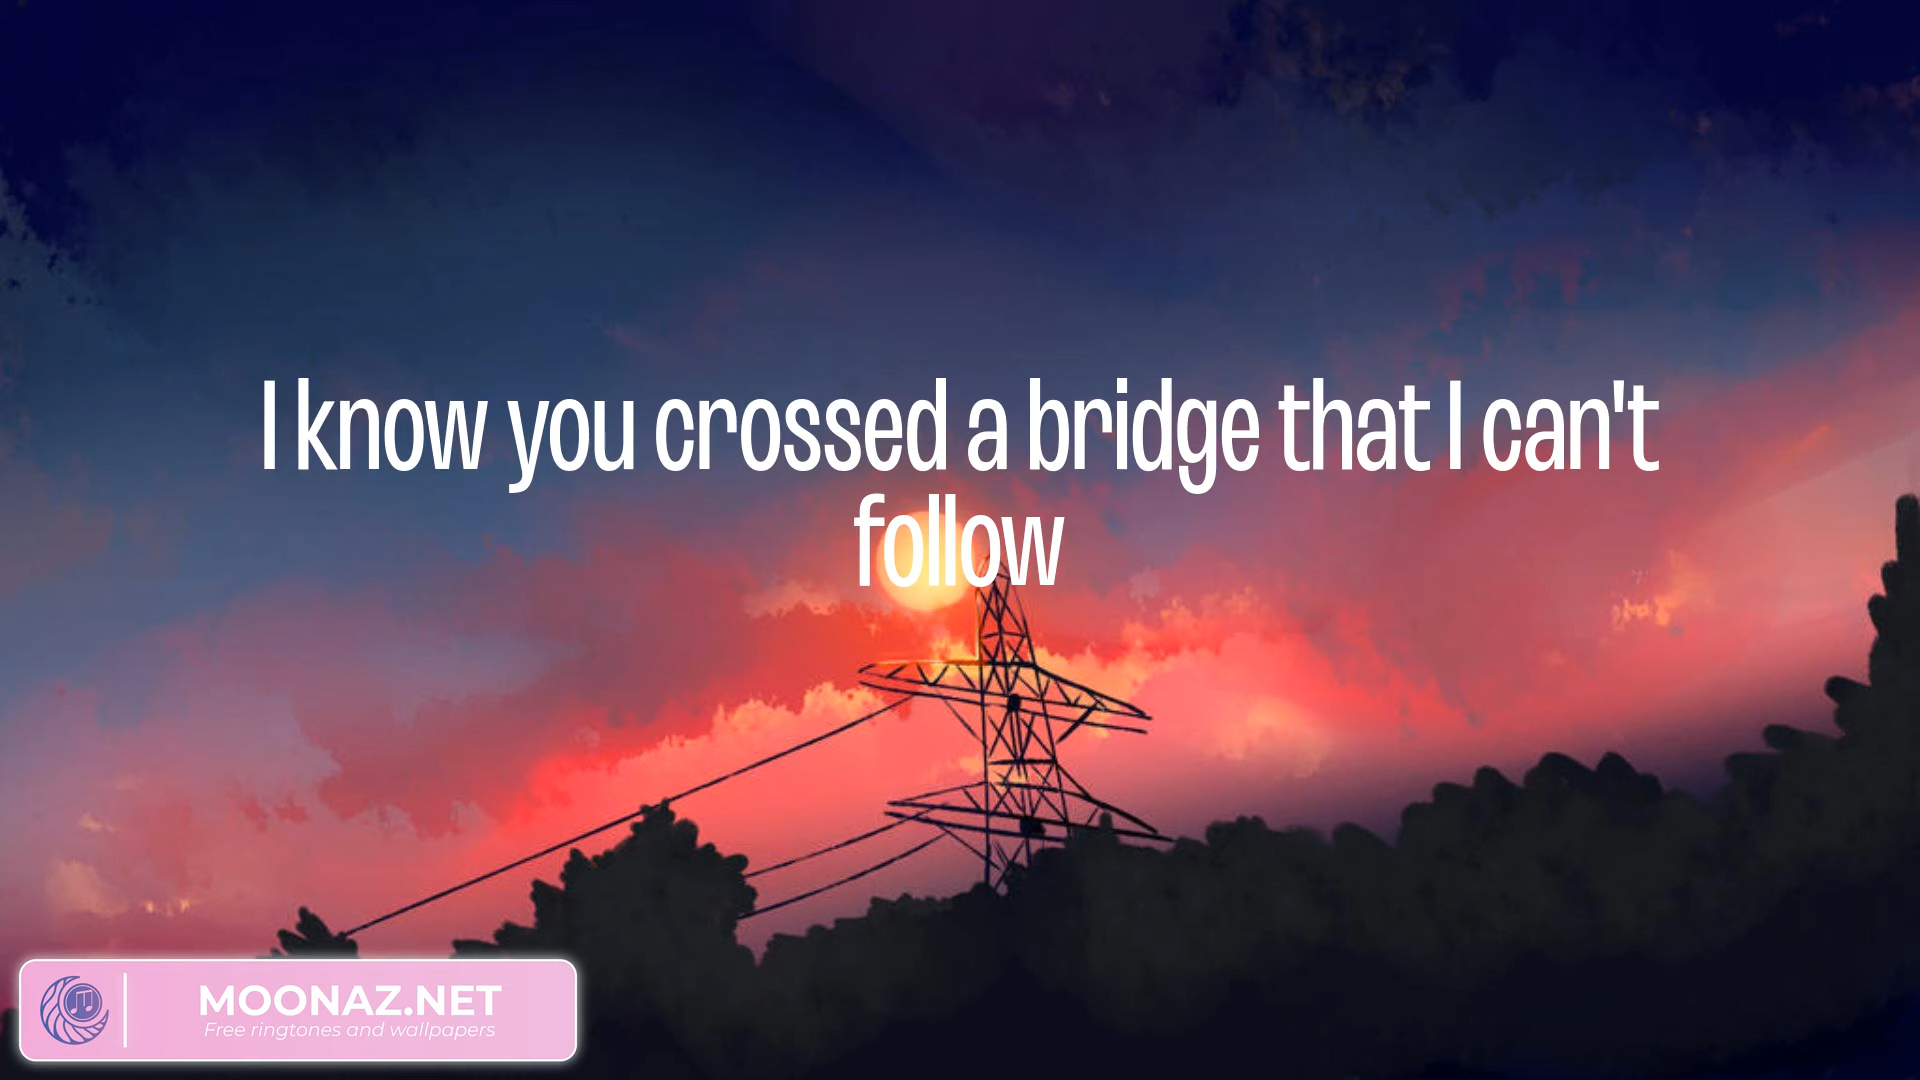 I know you crossed a bridge that I can't
follow
MOONAZ.NET
Free ringtones and wallpapers